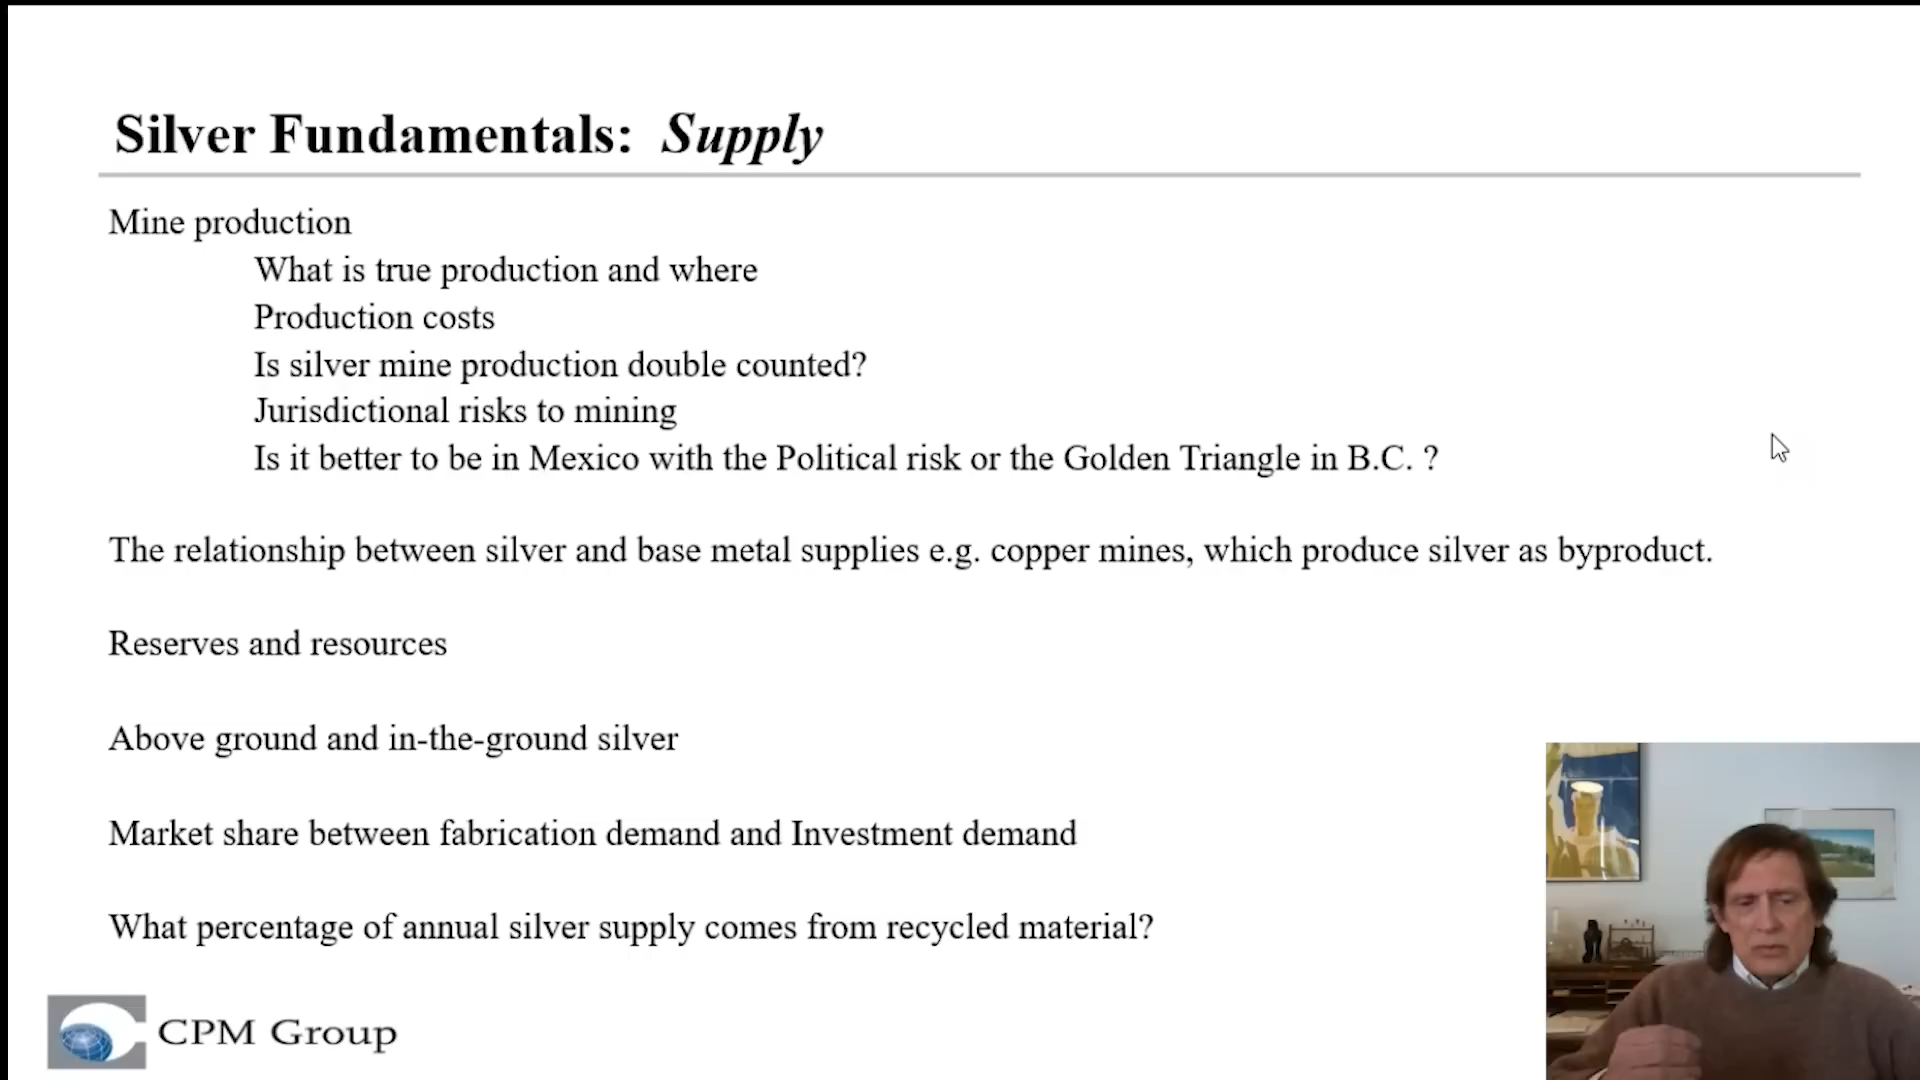 Silver Fundamentals: Supply
Mine production
What is true production and where
Production costs
Is silver mine production double counted?
Jurisdictional risks to mining
Is it better to be in Mexico with the Political risk or the Golden Triangle in B.C. ?
The relationship between silver and base metal supplies e.g. copper mines, which produce silver as byproduct.
Reserves and resources
Above ground and in-the-ground silver
Market share between fabrication demand and Investment demand
What percentage of annual silver supply comes from recycled material?
CPM Group